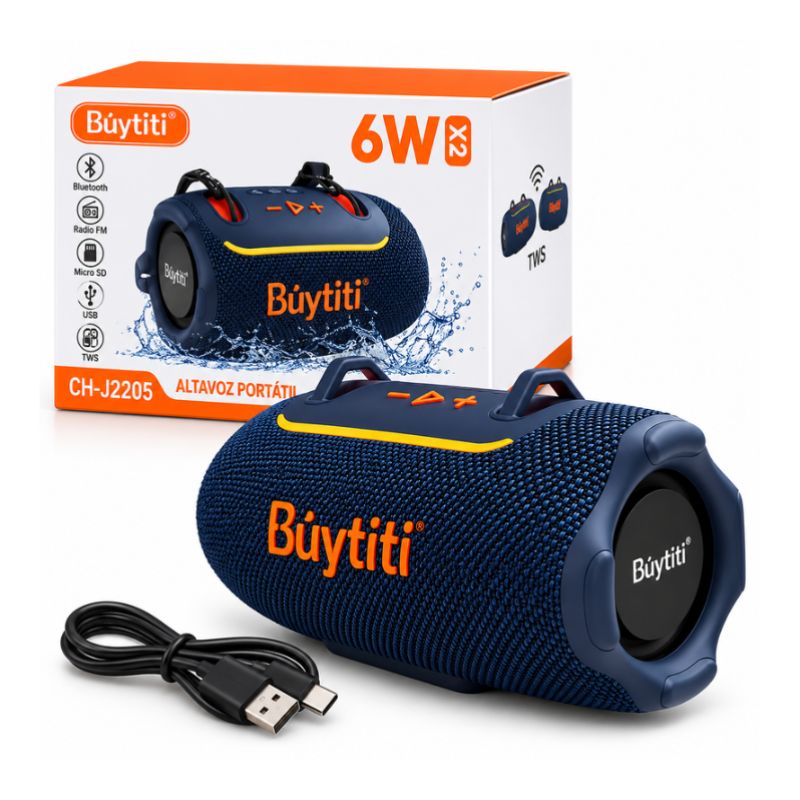 Búytiti®
6W X2
Bluetooth
Radio FM
Micro SD
USB
TWS
Búytiti®
Búytiti®
TWS
CH-J2205
ALTAVOZ PORTÁTIL
Búytiti®
Búytiti®